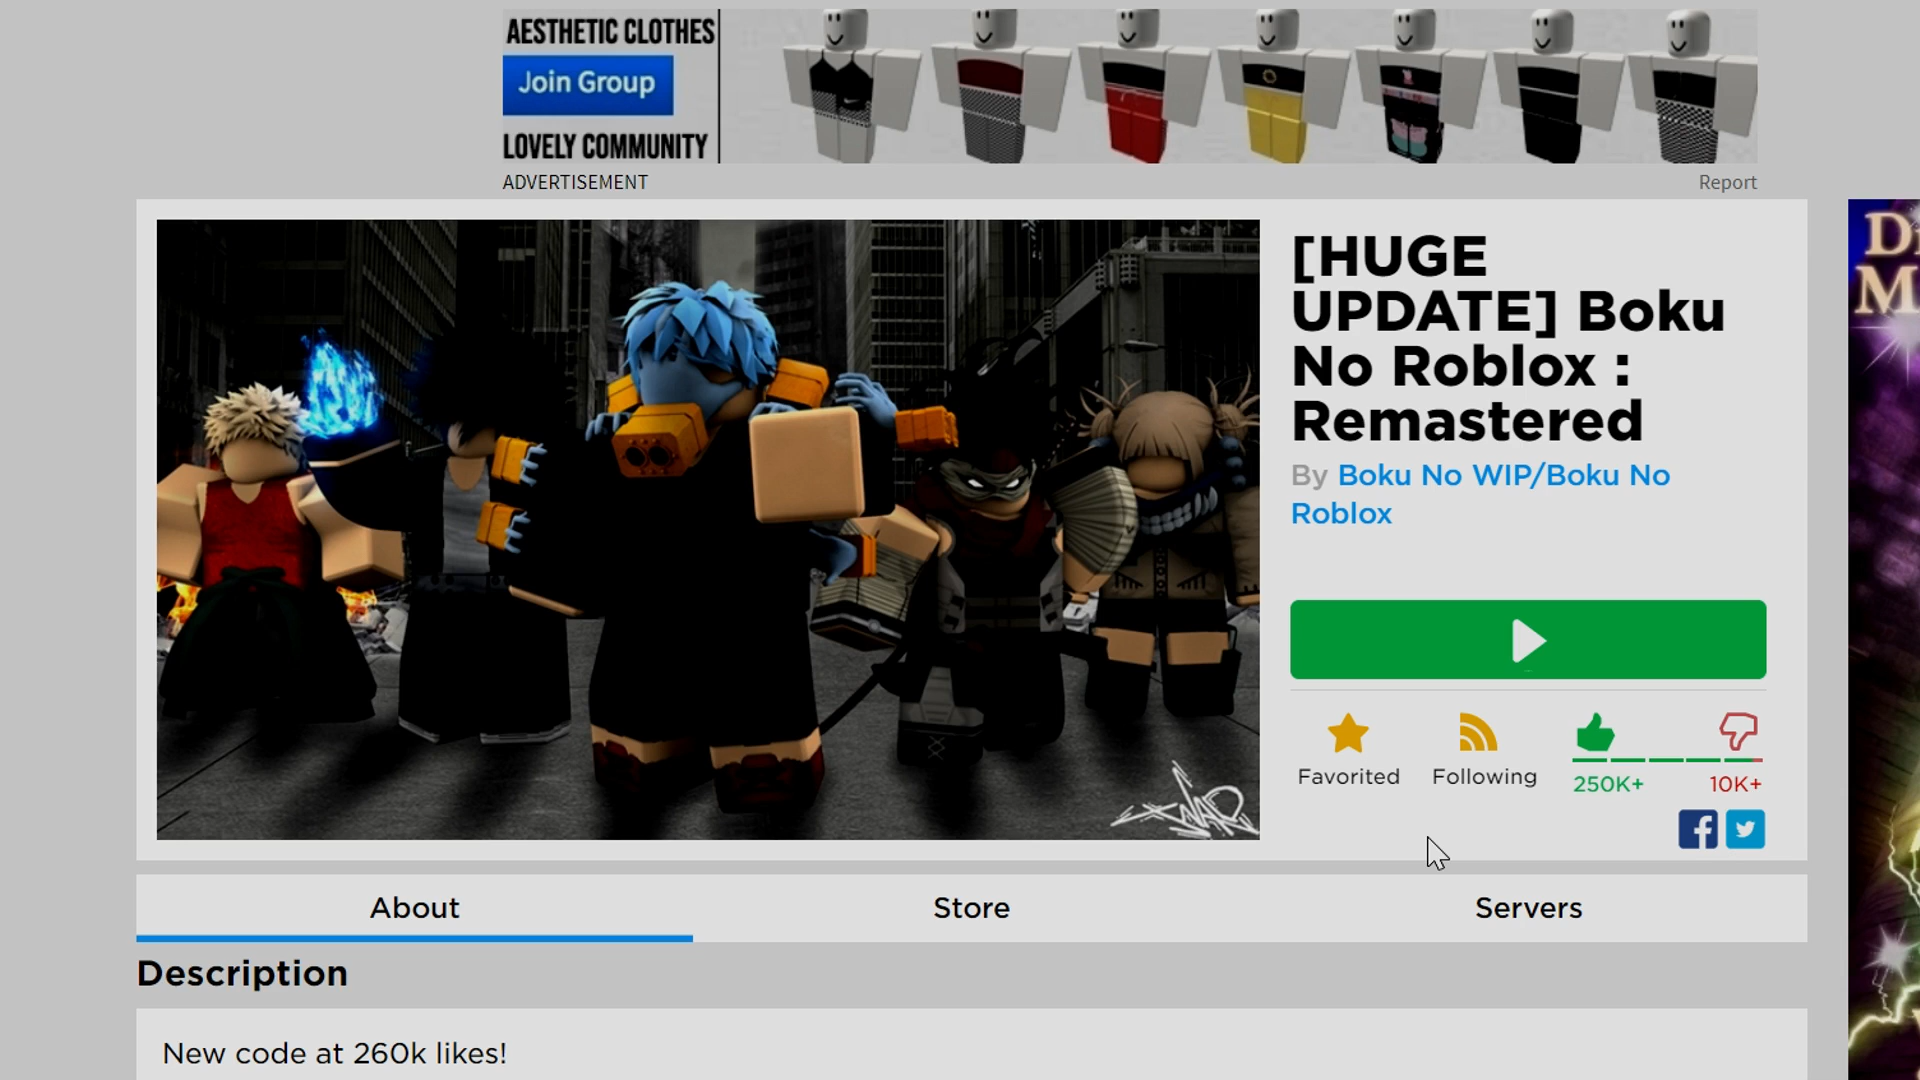 AESTHETIC CLOTHES
Join Group
LOVELY COMMUNITY
ADVERTISEMENT
Report
[HUGE
UPDATE] Boku
No Roblox :
Remastered
By Boku No WIP/Boku No
Roblox
Favorited
Following
250K+
10K+
About
Store
Servers
Description
New code at 260k likes!